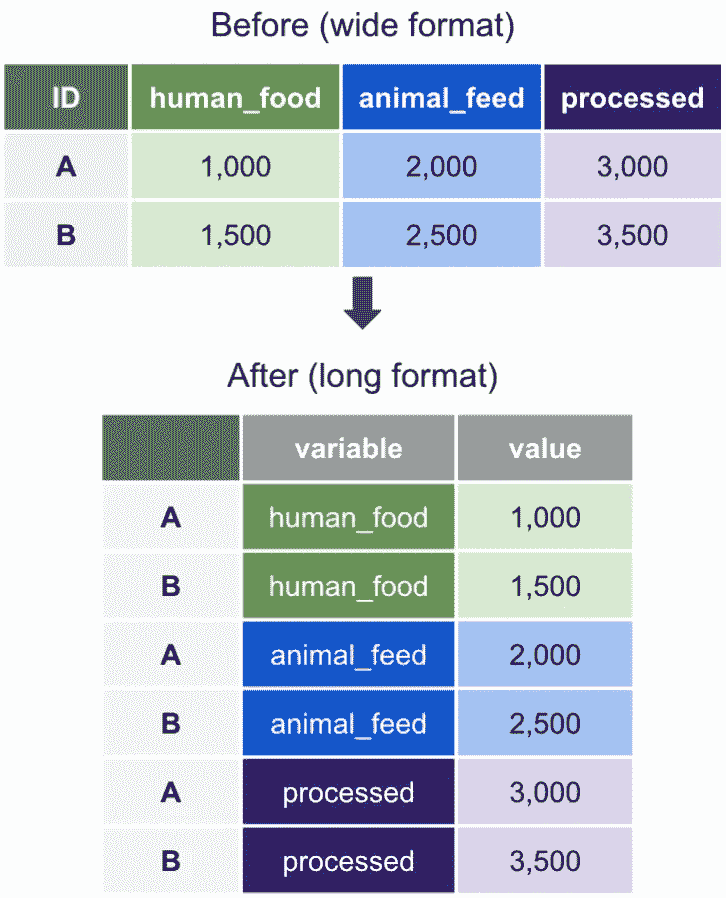 Before (wide format)
ID human_food animal_feed processed
A 1,000 2,000 3,000
B 1,500 2,500 3,500
After (long format)
variable value
A human_food 1,000
B human_food 1,500
A animal_feed 2,000
B animal_feed 2,500
A processed 3,000
B processed 3,500